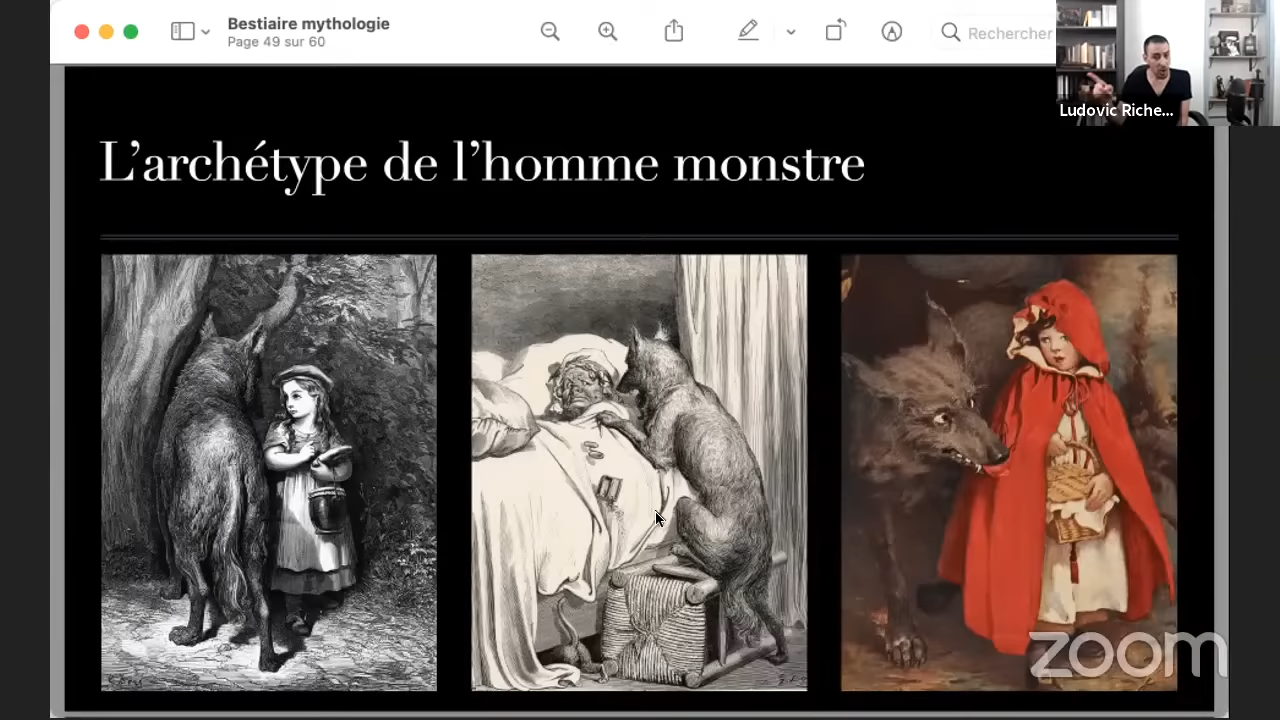 Bestiaire mythologie
Page 49 sur 60
Rechercher
Ludovic Riche...
L'archétype de l'homme monstre
zoom